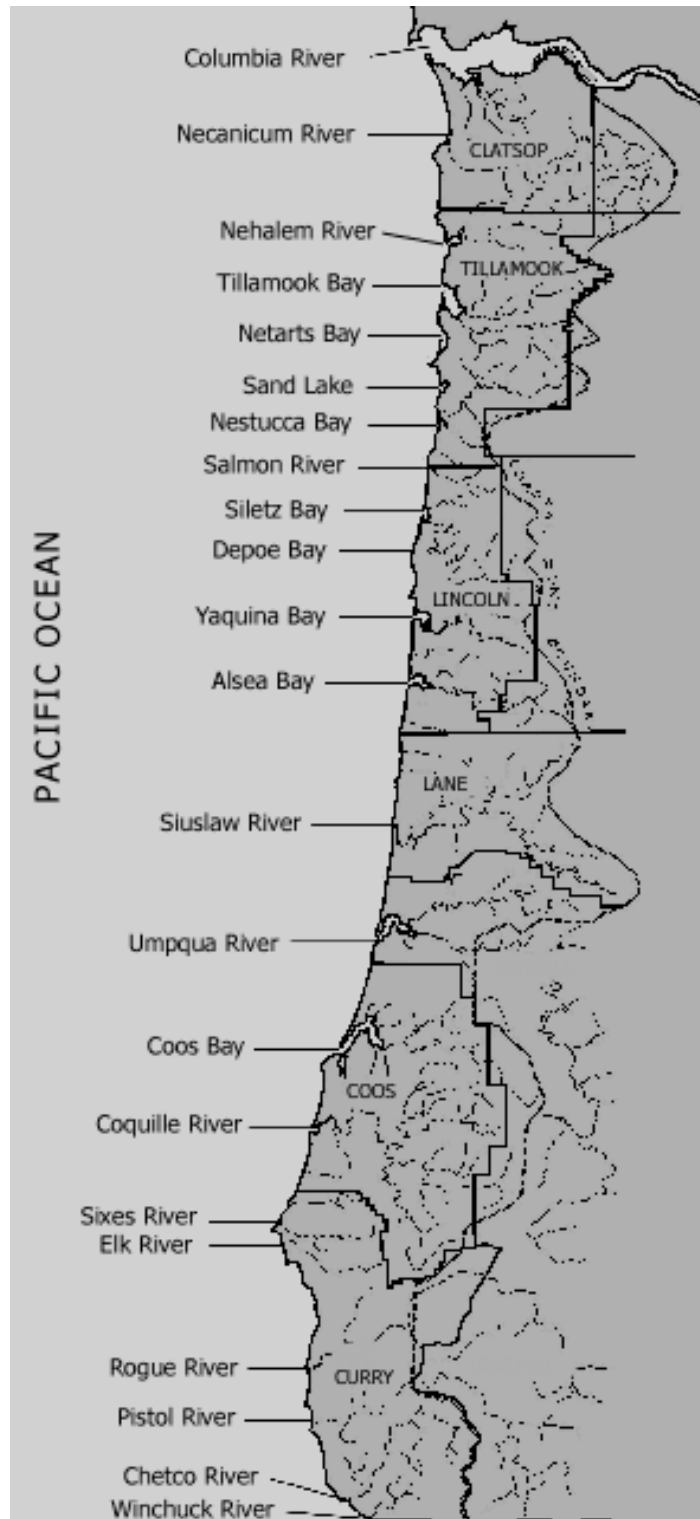 Columbia River
Necanicum River
CLATSOP
Nehalem River
TILLAMOOK
Tillamook Bay
Netarts Bay
Sand Lake
Nestucca Bay
Salmon River
Siletz Bay
Depoe Bay
LINCOLN
Yaquina Bay
Alsea Bay
PACIFIC OCEAN
LANE
Siuslaw River
Umpqua River
Coos Bay
COOS
Coquille River
Sixes River
Elk River
Rogue River
CURRY
Pistol River
Chetco River
Winchuck River